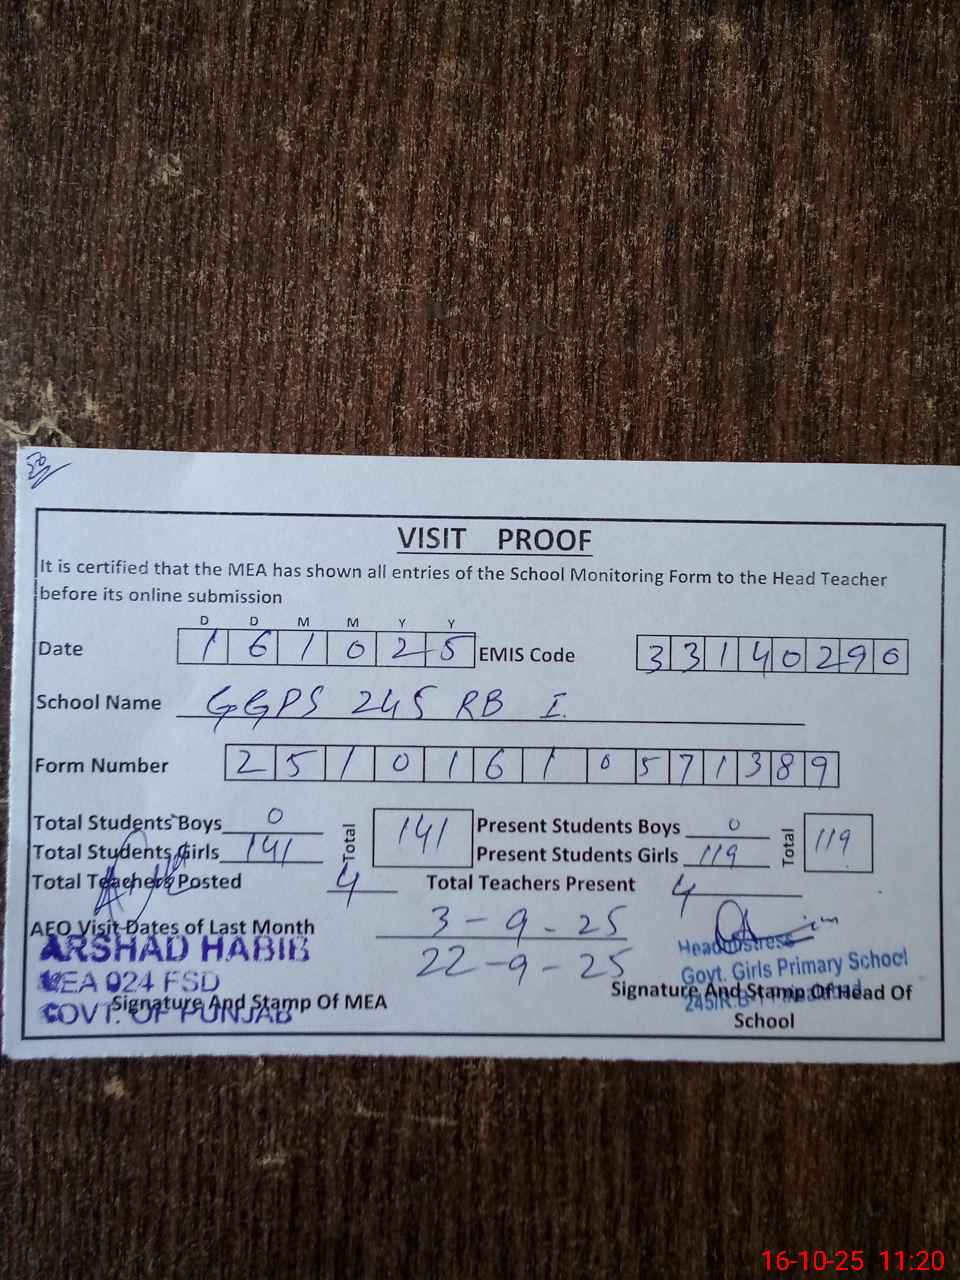 VISIT PROOF
It is certified that the MEA has shown all entries of the School Monitoring Form to the Head Teacher
before its online submission
D D M M Y Y
Date 1 6 1 0 2 5 EMIS Code 3 3 1 4 0 2 9 0
School Name GGPS 245 RB I.
Form Number 2 5 1 0 1 6 1 0 5 7 1 3 8 9
Total Students Boys 0 Total 141 Present Students Boys 0 Total 119
Total Students Girls 141 Present Students Girls 119
Total Teachers Posted 4 Total Teachers Present 4
AEO Visit Dates of Last Month 3-9-25
22-9-25
ARSHAD HABIB
MEA 024 FSD
GOVT. OF PUNJAB
Signature And Stamp Of MEA
Headmistress
Govt. Girls Primary School
245/R.B
Signature And Stamp Of Head Of
School
16-10-25 11:20